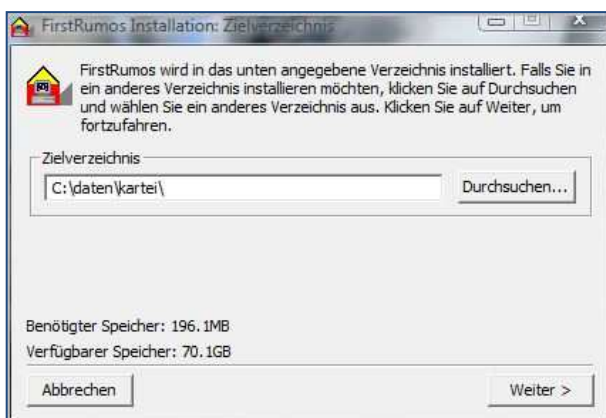 FirstRumos Installation: Zielverzeichnis
FirstRumos wird in das unten angegebene Verzeichnis installiert. Falls Sie in
ein anderes Verzeichnis installieren möchten, klicken Sie auf Durchsuchen
und wählen Sie ein anderes Verzeichnis aus. Klicken Sie auf Weiter, um
fortzufahren.
Zielverzeichnis
C:\daten\kartei\
Durchsuchen...
Benötigter Speicher: 196.1MB
Verfügbarer Speicher: 70.1GB
Abbrechen
Weiter >